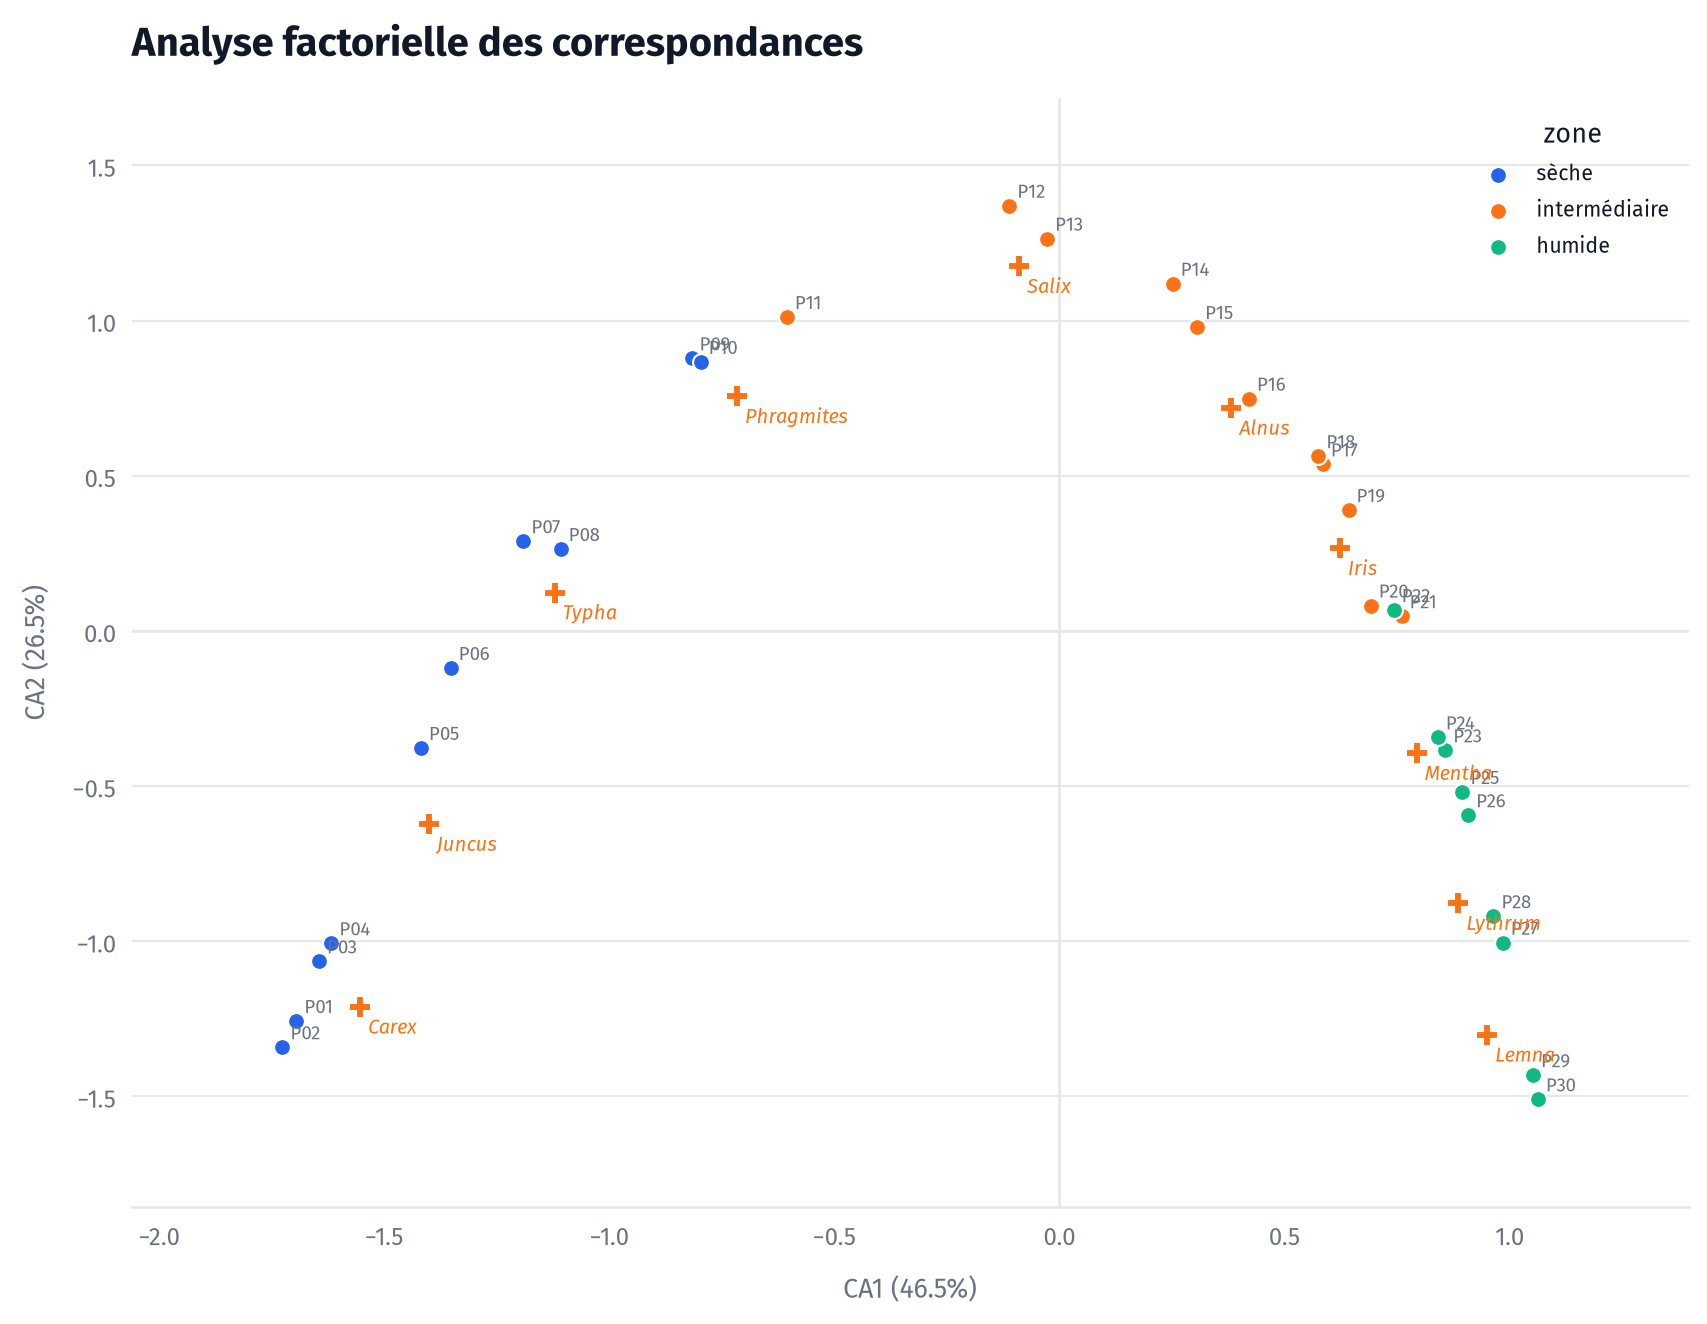 Analyse factorielle des correspondances
zone
sèche
intermédiaire
humide
1.5
1.0
0.5
0.0
−0.5
−1.0
−1.5
CA2 (26.5%)
P12
P13
Salix
P14
P11
P15
P09
P10
Phragmites
P16
Alnus
P18
P17
P19
P07
P08
Iris
Typha
P20
P22
P21
P06
P05
P24
P23
Mentha
P25
P26
Juncus
P28
Lythrum
P27
P04
P03
P01
P02
Carex
Lemna
P29
P30
−2.0
−1.5
−1.0
−0.5
0.0
0.5
1.0
CA1 (46.5%)